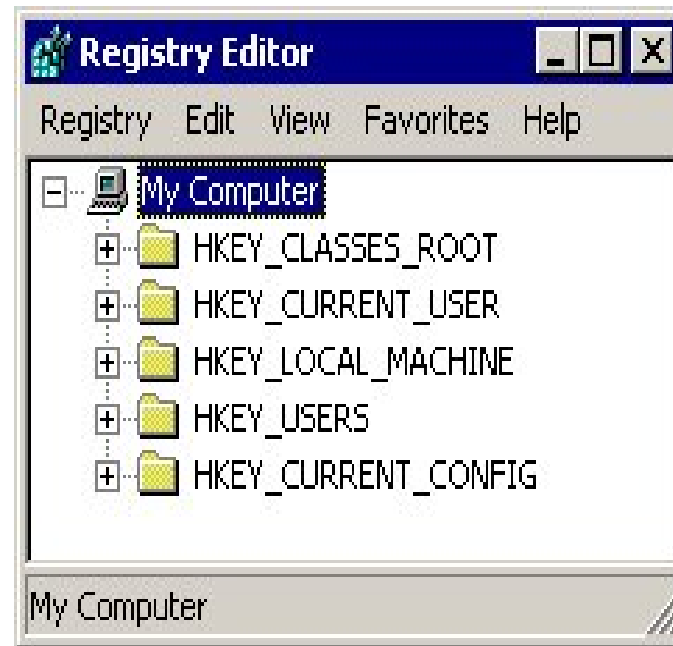 Registry Editor
Registry Edit View Favorites Help
My Computer
HKEY_CLASSES_ROOT
HKEY_CURRENT_USER
HKEY_LOCAL_MACHINE
HKEY_USERS
HKEY_CURRENT_CONFIG
My Computer